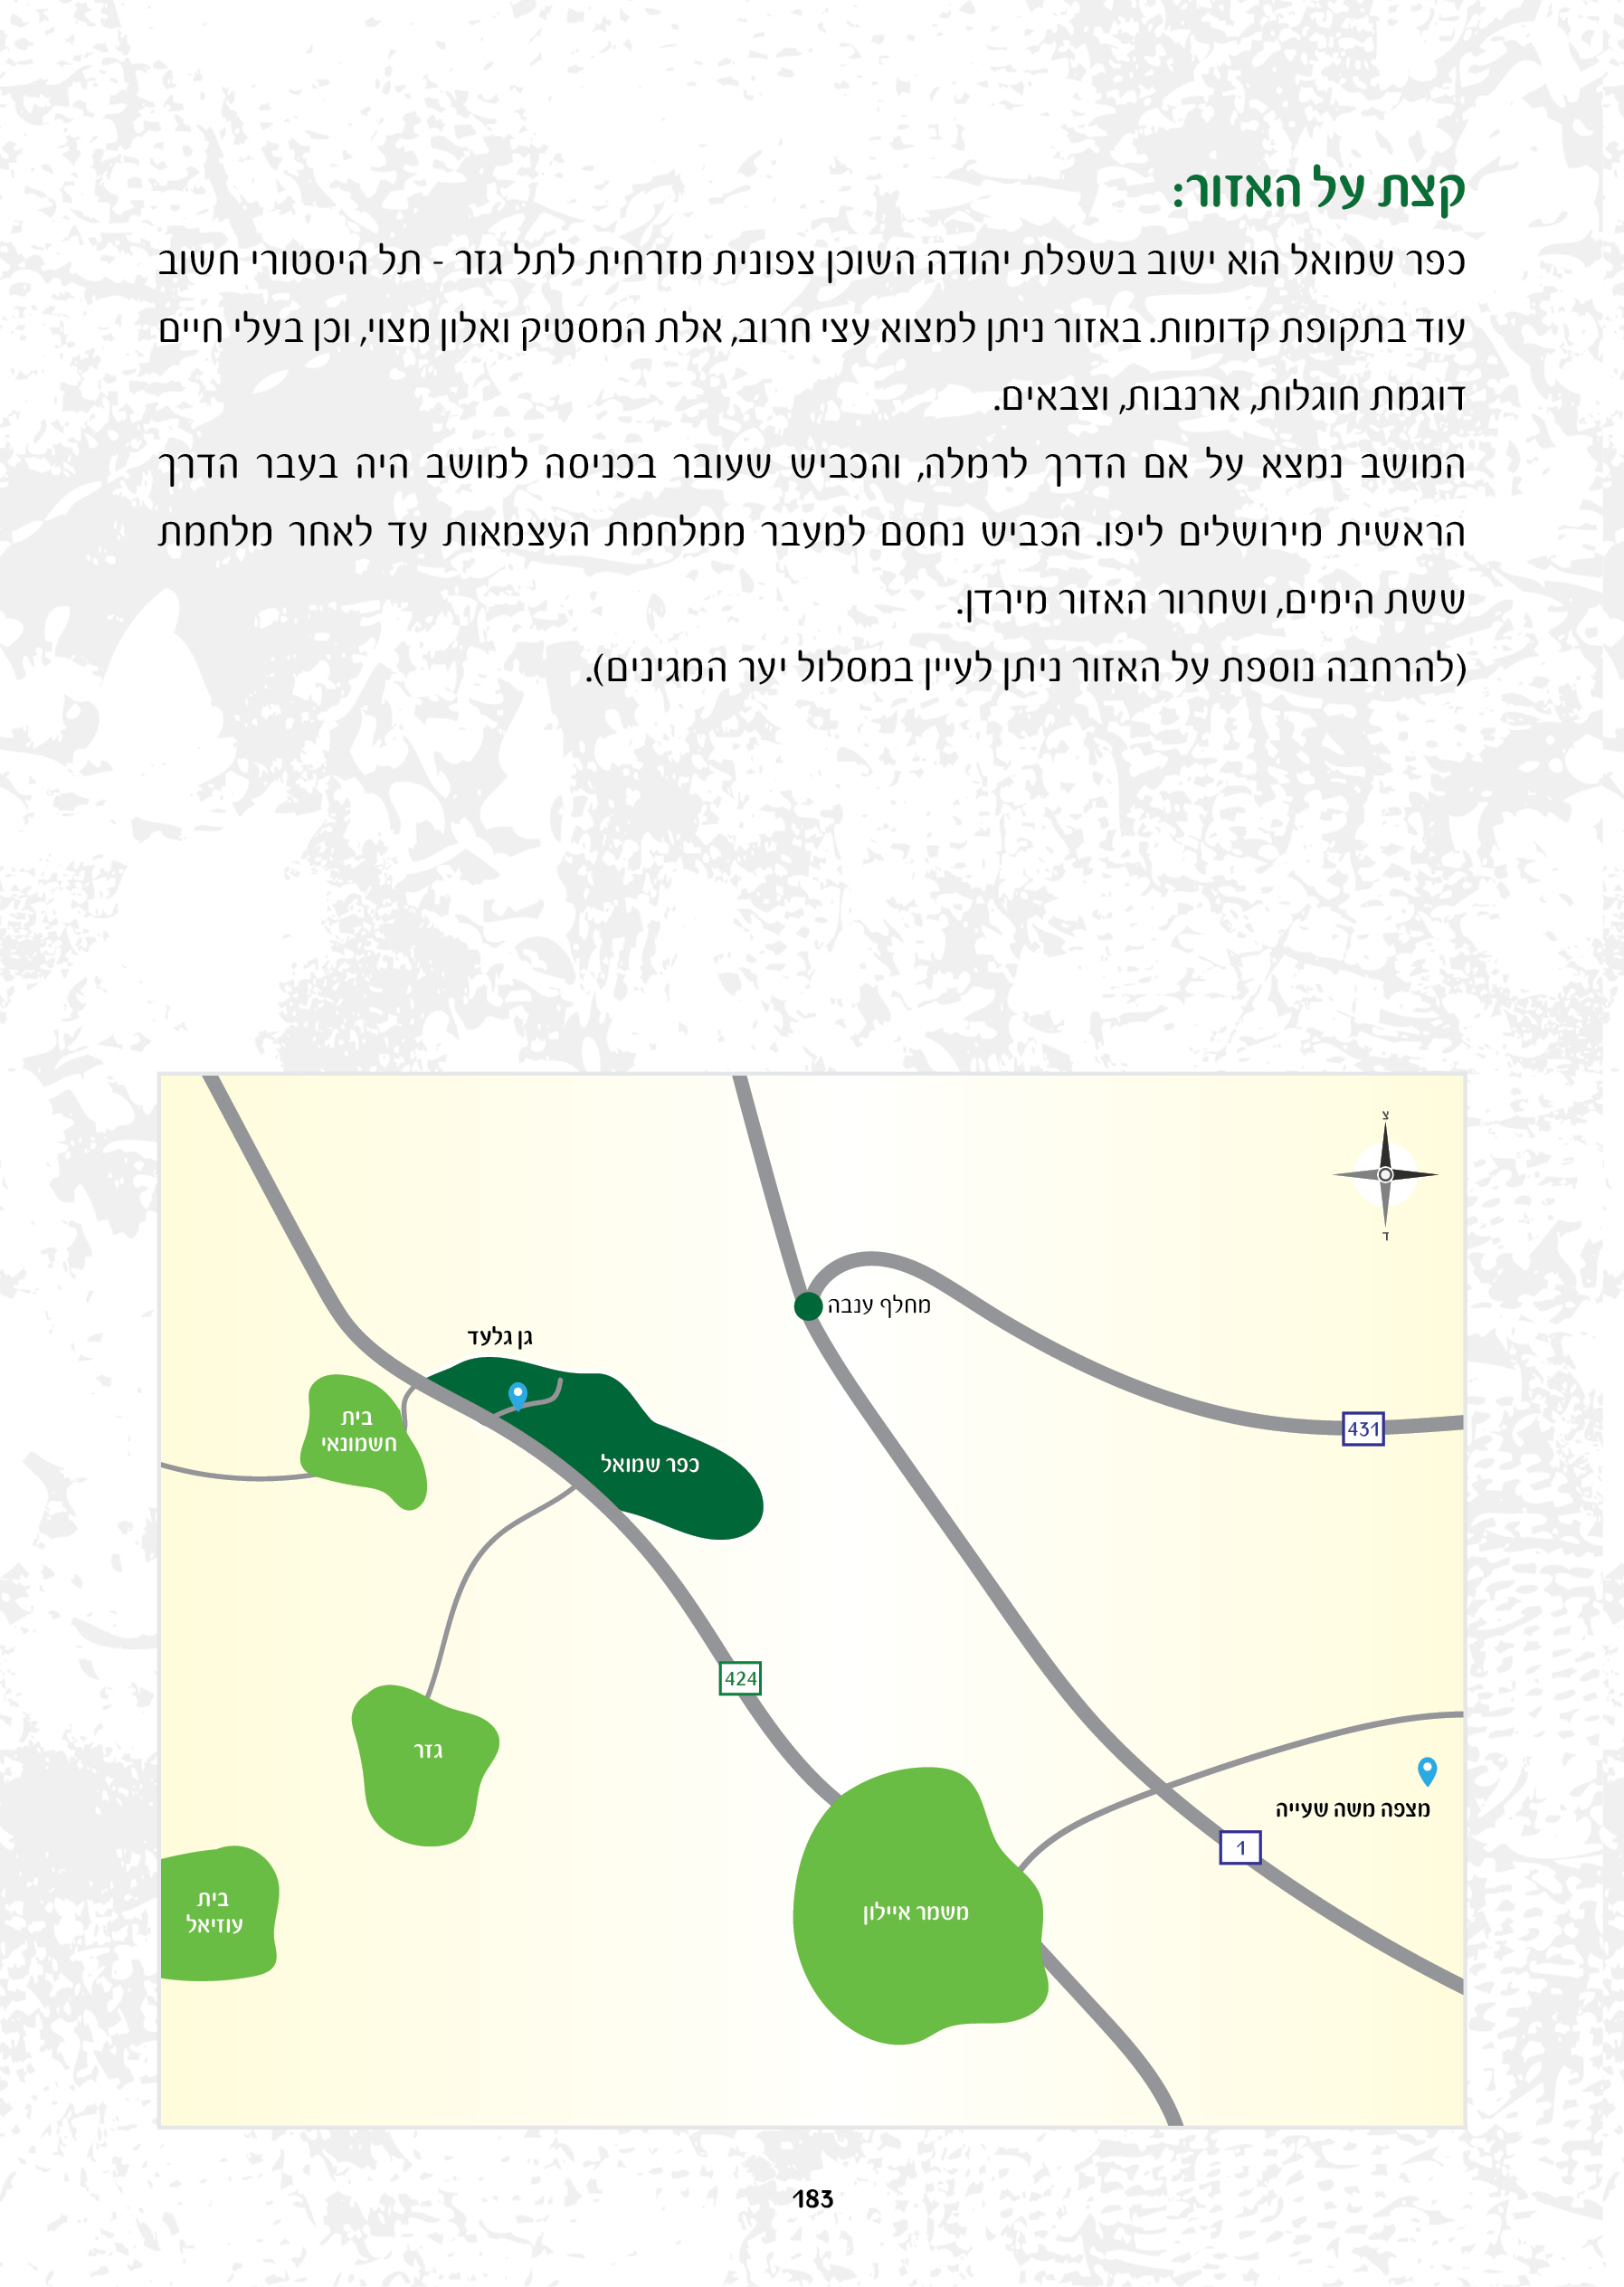 קצת על האזור:
כפר שמואל הוא ישוב בשפלת יהודה השוכן צפונית מזרחית לתל גזר - תל היסטורי חשוב
עוד בתקופת קדומות. באזור ניתן למצוא עצי חרוב, אלת המסטיק ואלון מצוי, וכן בעלי חיים
דוגמת חוגלות, ארנבות, וצבאים.
המושב נמצא על אם הדרך לרמלה, והכביש שעובר בכניסה למושב היה בעבר הדרך
הראשית מירושלים ליפו. הכביש נחסם למעבר ממלחמת העצמאות עד לאחר מלחמת
ששת הימים, ושחרור האזור מירדן.
(להרחבה נוספת על האזור ניתן לעיין במסלול יער המגינים).
צ
ד
מחלף ענבה
גן גלעד
בית
חשמונאי
431
כפר שמואל
424
גזר
מצפה משה שעייה
1
בית
עוזיאל
משמר איילון
183